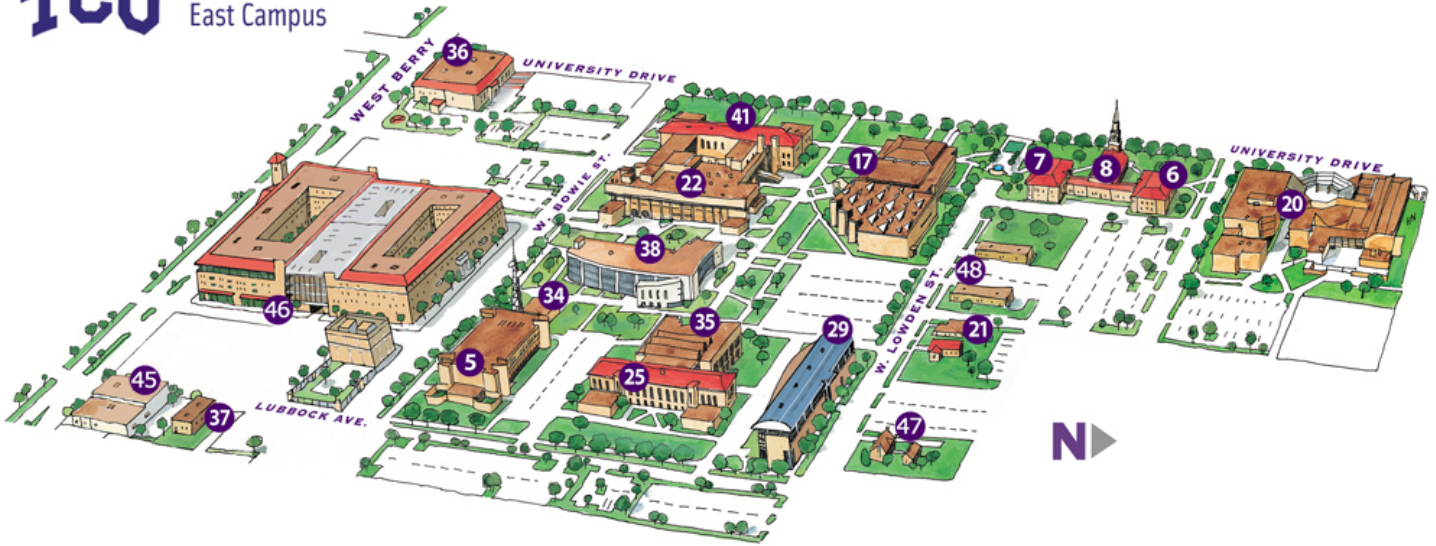 TCU
East Campus
36
UNIVERSITY DRIVE
WEST BERRY
41
17
7
8
6
UNIVERSITY DRIVE
22
20
W. BOWIE ST.
38
48
46
34
35
29
21
W. LOWDEN ST.
5
25
45
37
LUBBOCK AVE.
47
N